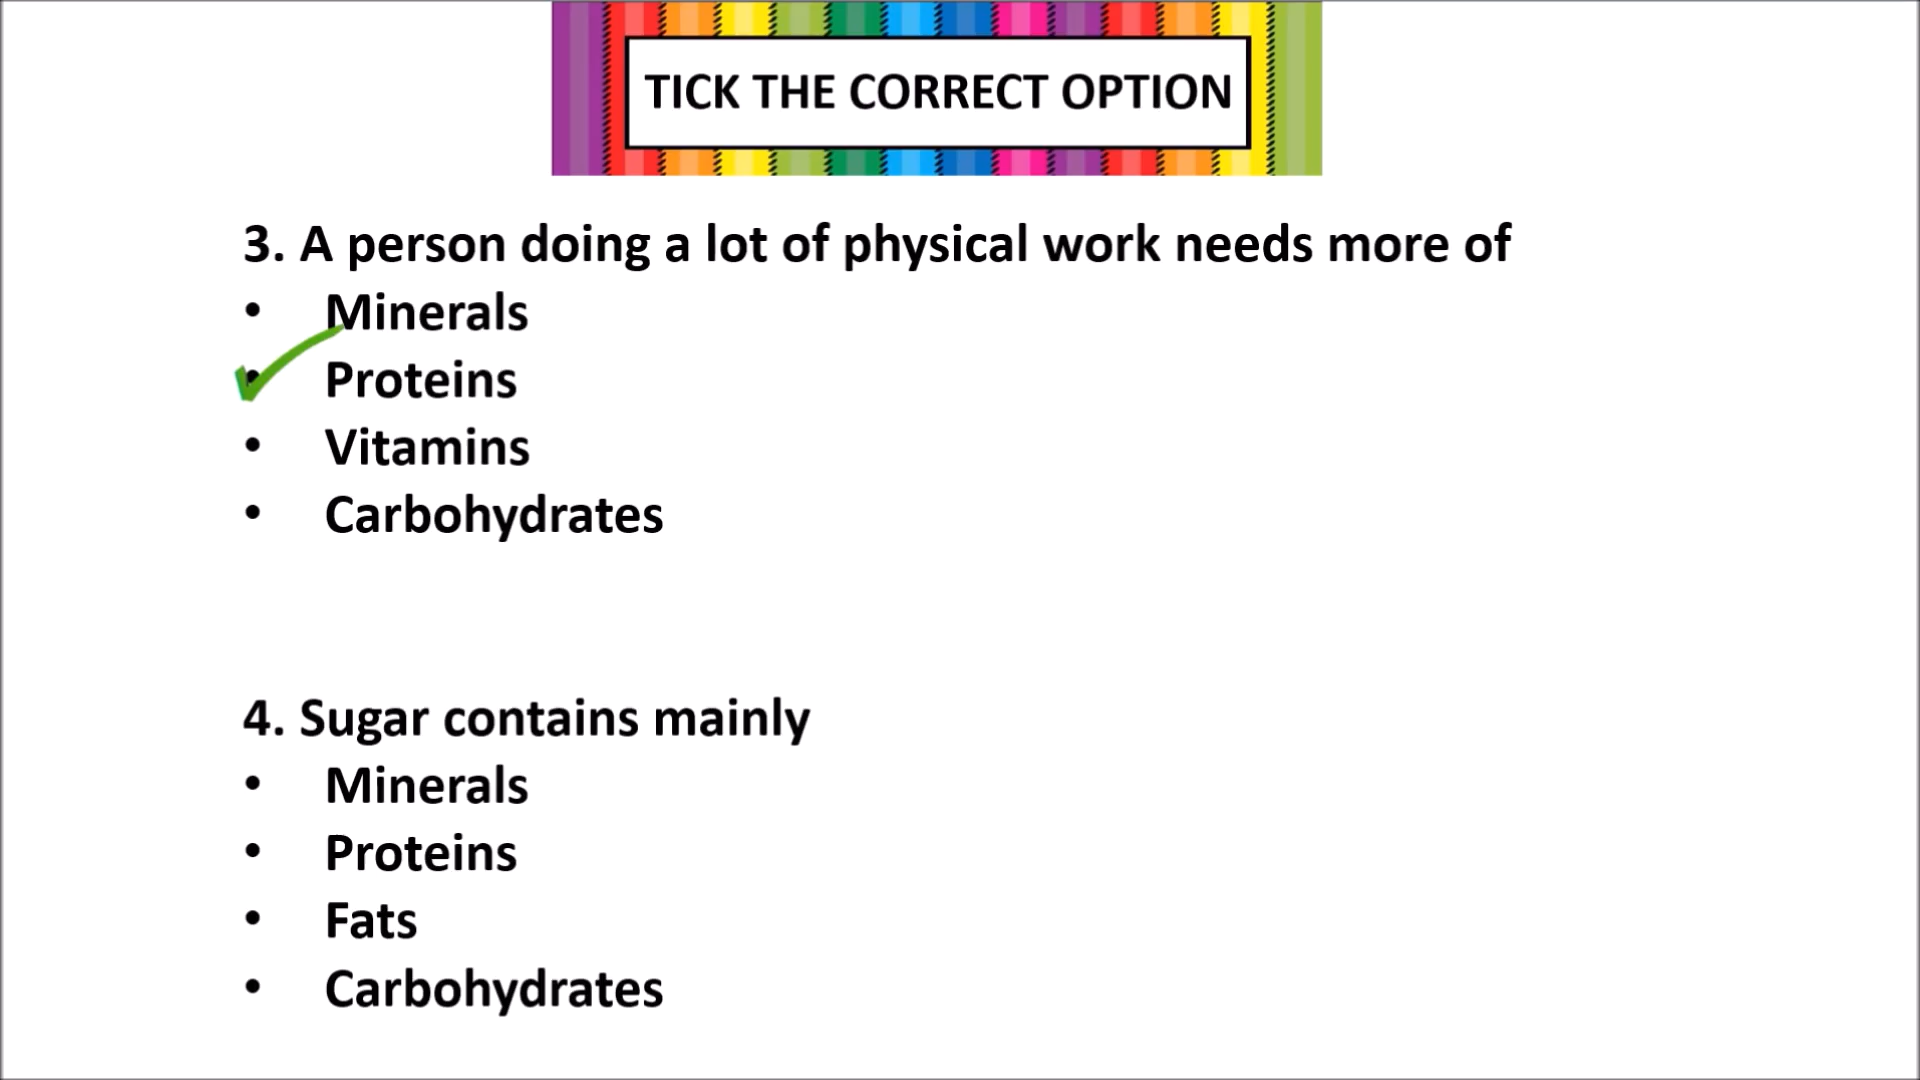 TICK THE CORRECT OPTION
3. A person doing a lot of physical work needs more of
• Minerals
• Proteins
• Vitamins
• Carbohydrates
4. Sugar contains mainly
• Minerals
• Proteins
• Fats
• Carbohydrates